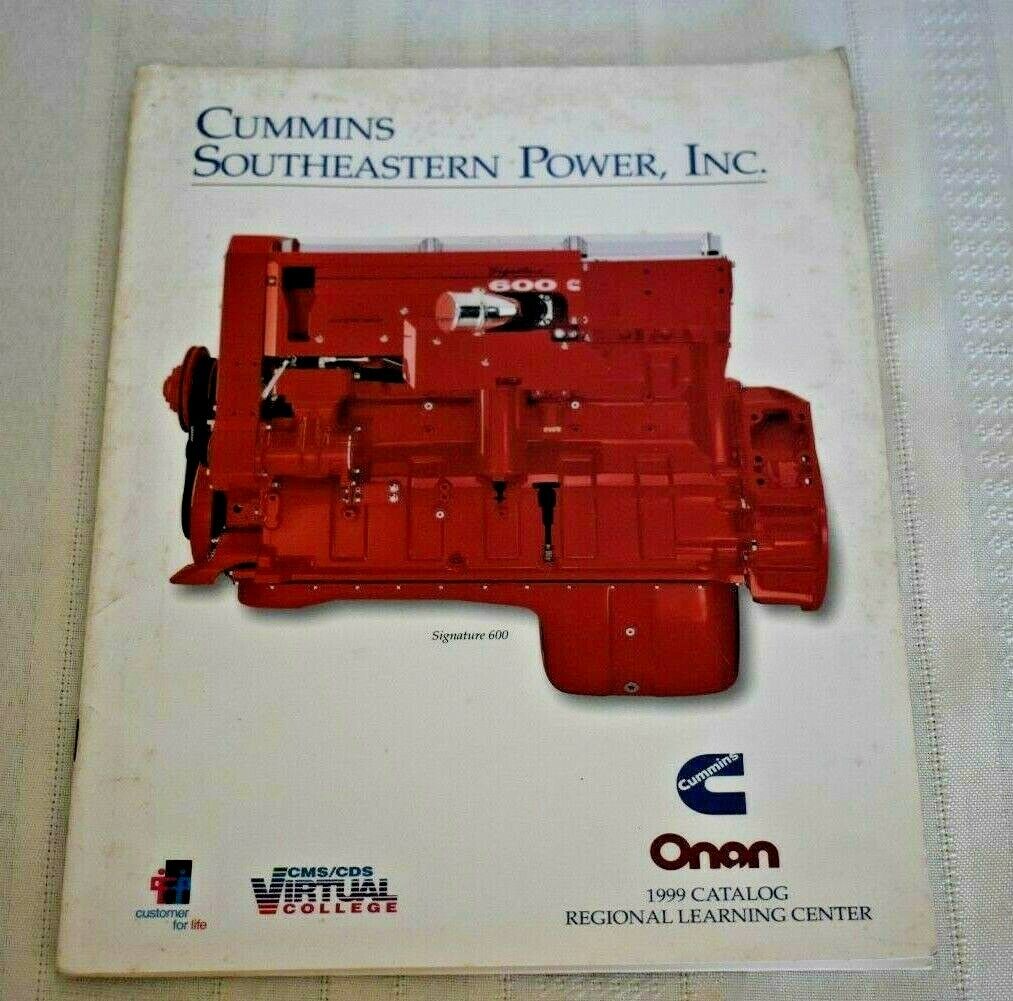 CUMMINS
SOUTHEASTERN POWER, INC.
Signature
600
Signature 600
Cummins
Onan
1999 CATALOG
REGIONAL LEARNING CENTER
customer
for life
CMS/CDS
VIRTUAL
COLLEGE